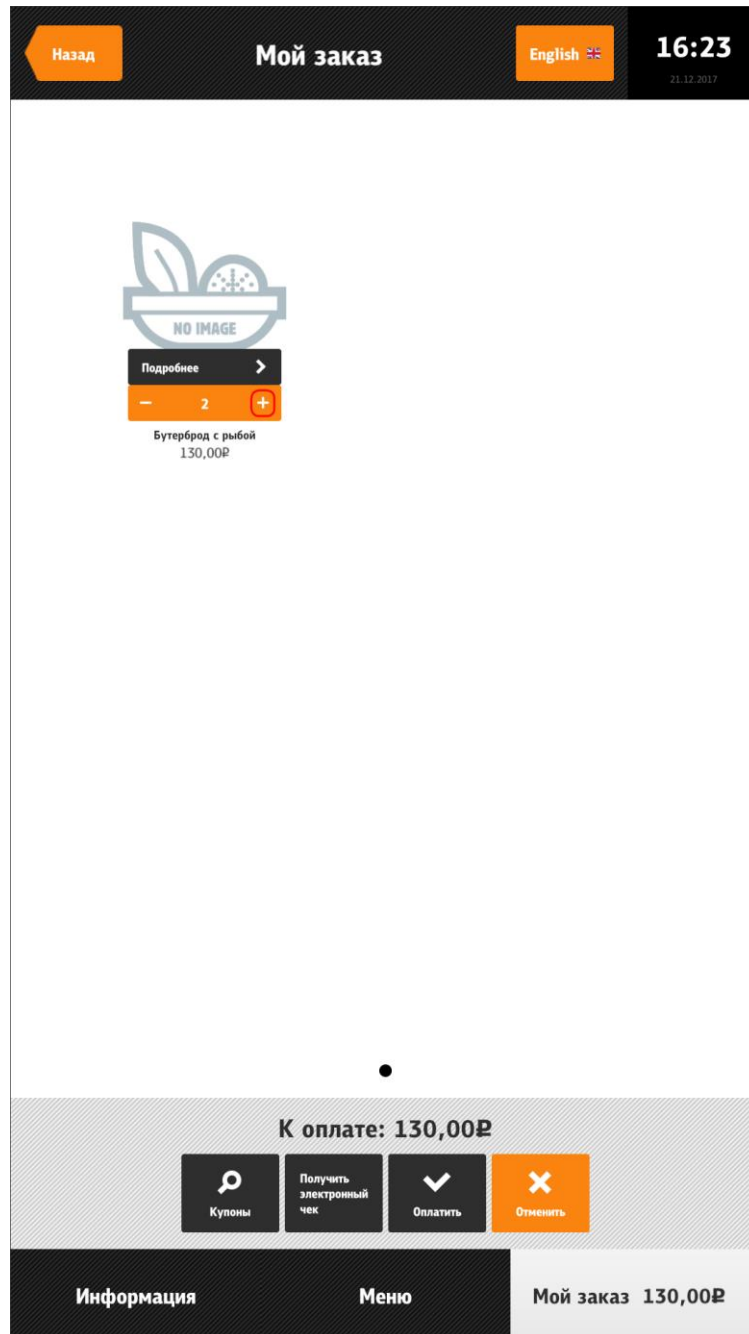 Назад
Мой заказ
English
16:23
21.12.2017
NO IMAGE
Подробнее
2
Бутерброд с рыбой
130,00₽
К оплате: 130,00₽
Купоны
Получить
электронный
чек
Оплатить
Отменить
Информация
Меню
Мой заказ 130,00₽